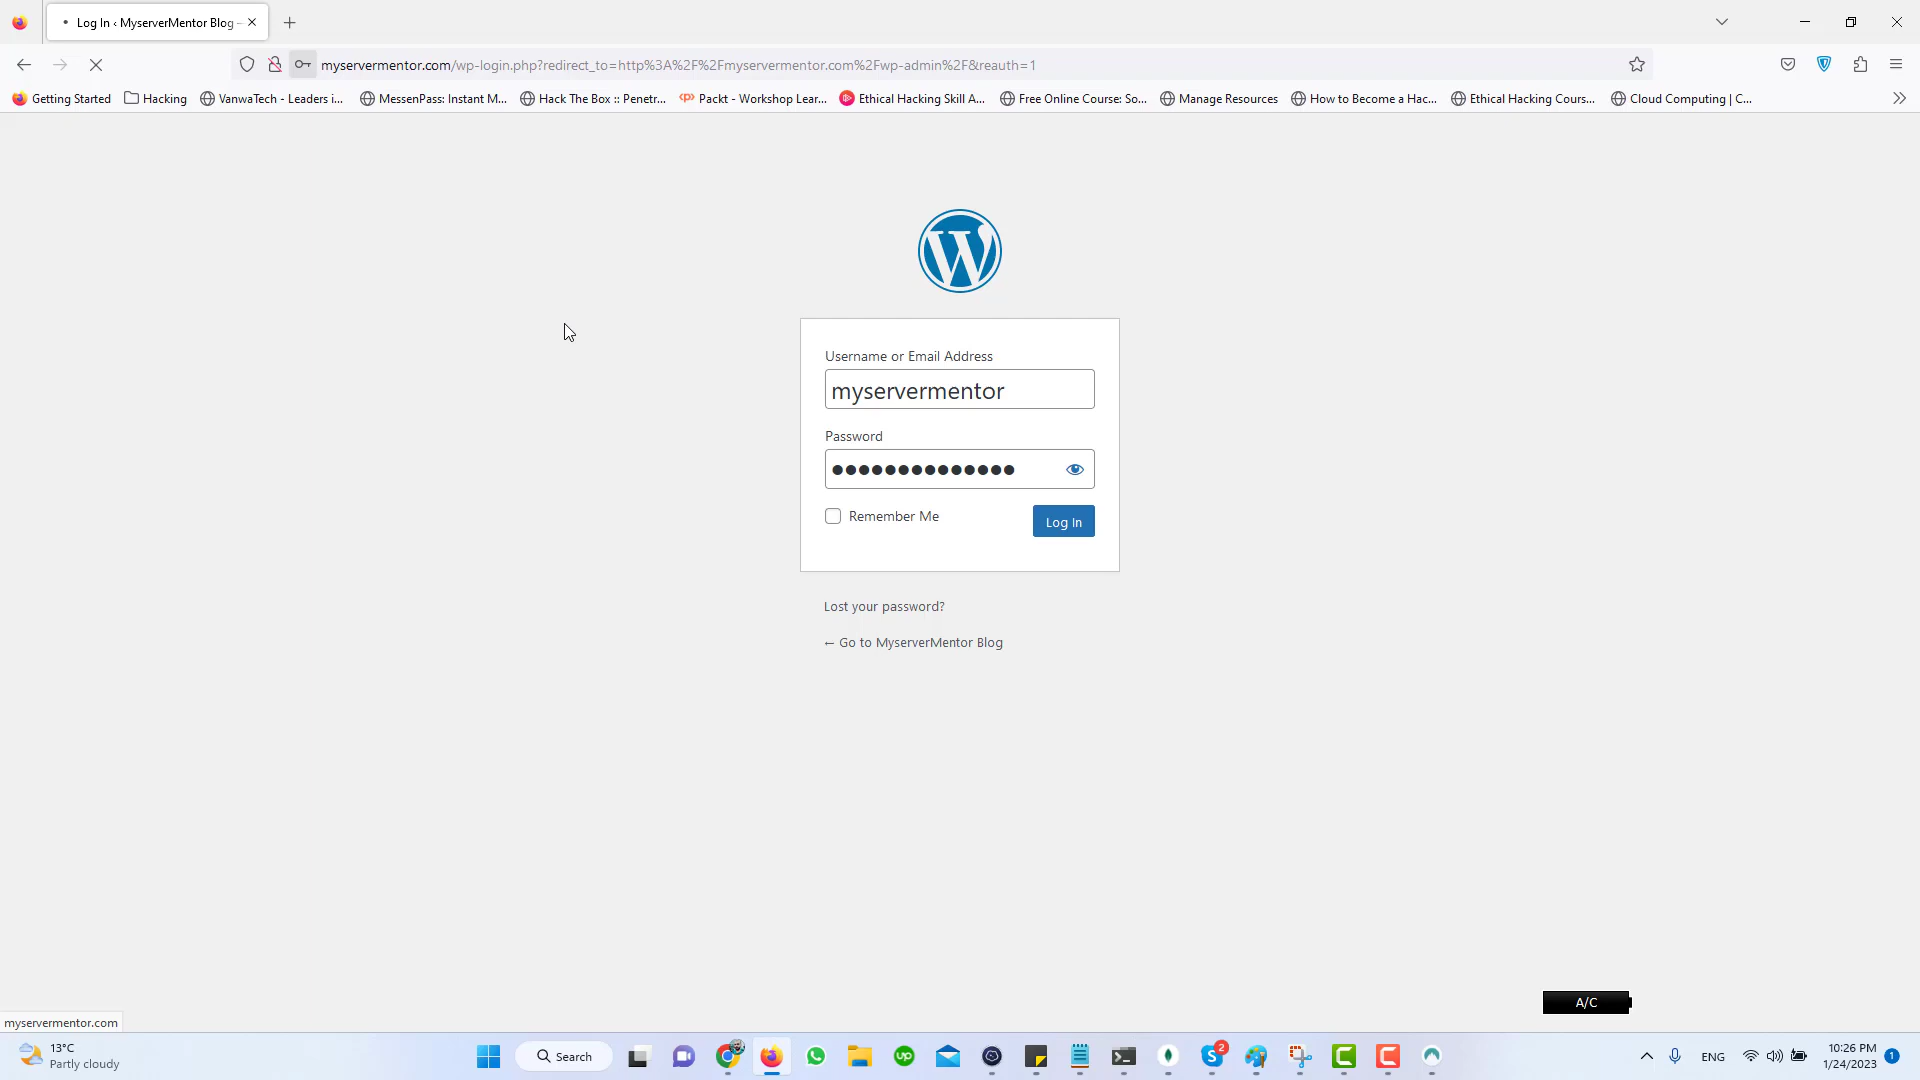 Log In ‹ MyserverMentor Blog -
myservermentor.com/wp-login.php?redirect_to=http%3A%2F%2Fmyservermentor.com%2Fwp-admin%2F&reauth=1
Getting Started Hacking VanwaTech - Leaders i... MessenPass: Instant M... Hack The Box :: Penetr... Packt - Workshop Lear... Ethical Hacking Skill A... Free Online Course: So... Manage Resources How to Become a Hac... Ethical Hacking Cours... Cloud Computing | C...
Username or Email Address
myservermentor
Password
Remember Me Log In
Lost your password?
← Go to MyserverMentor Blog
A/C
myservermentor.com
13°C
Partly cloudy
Search
up
2
ENG
10:26 PM
1/24/2023
1